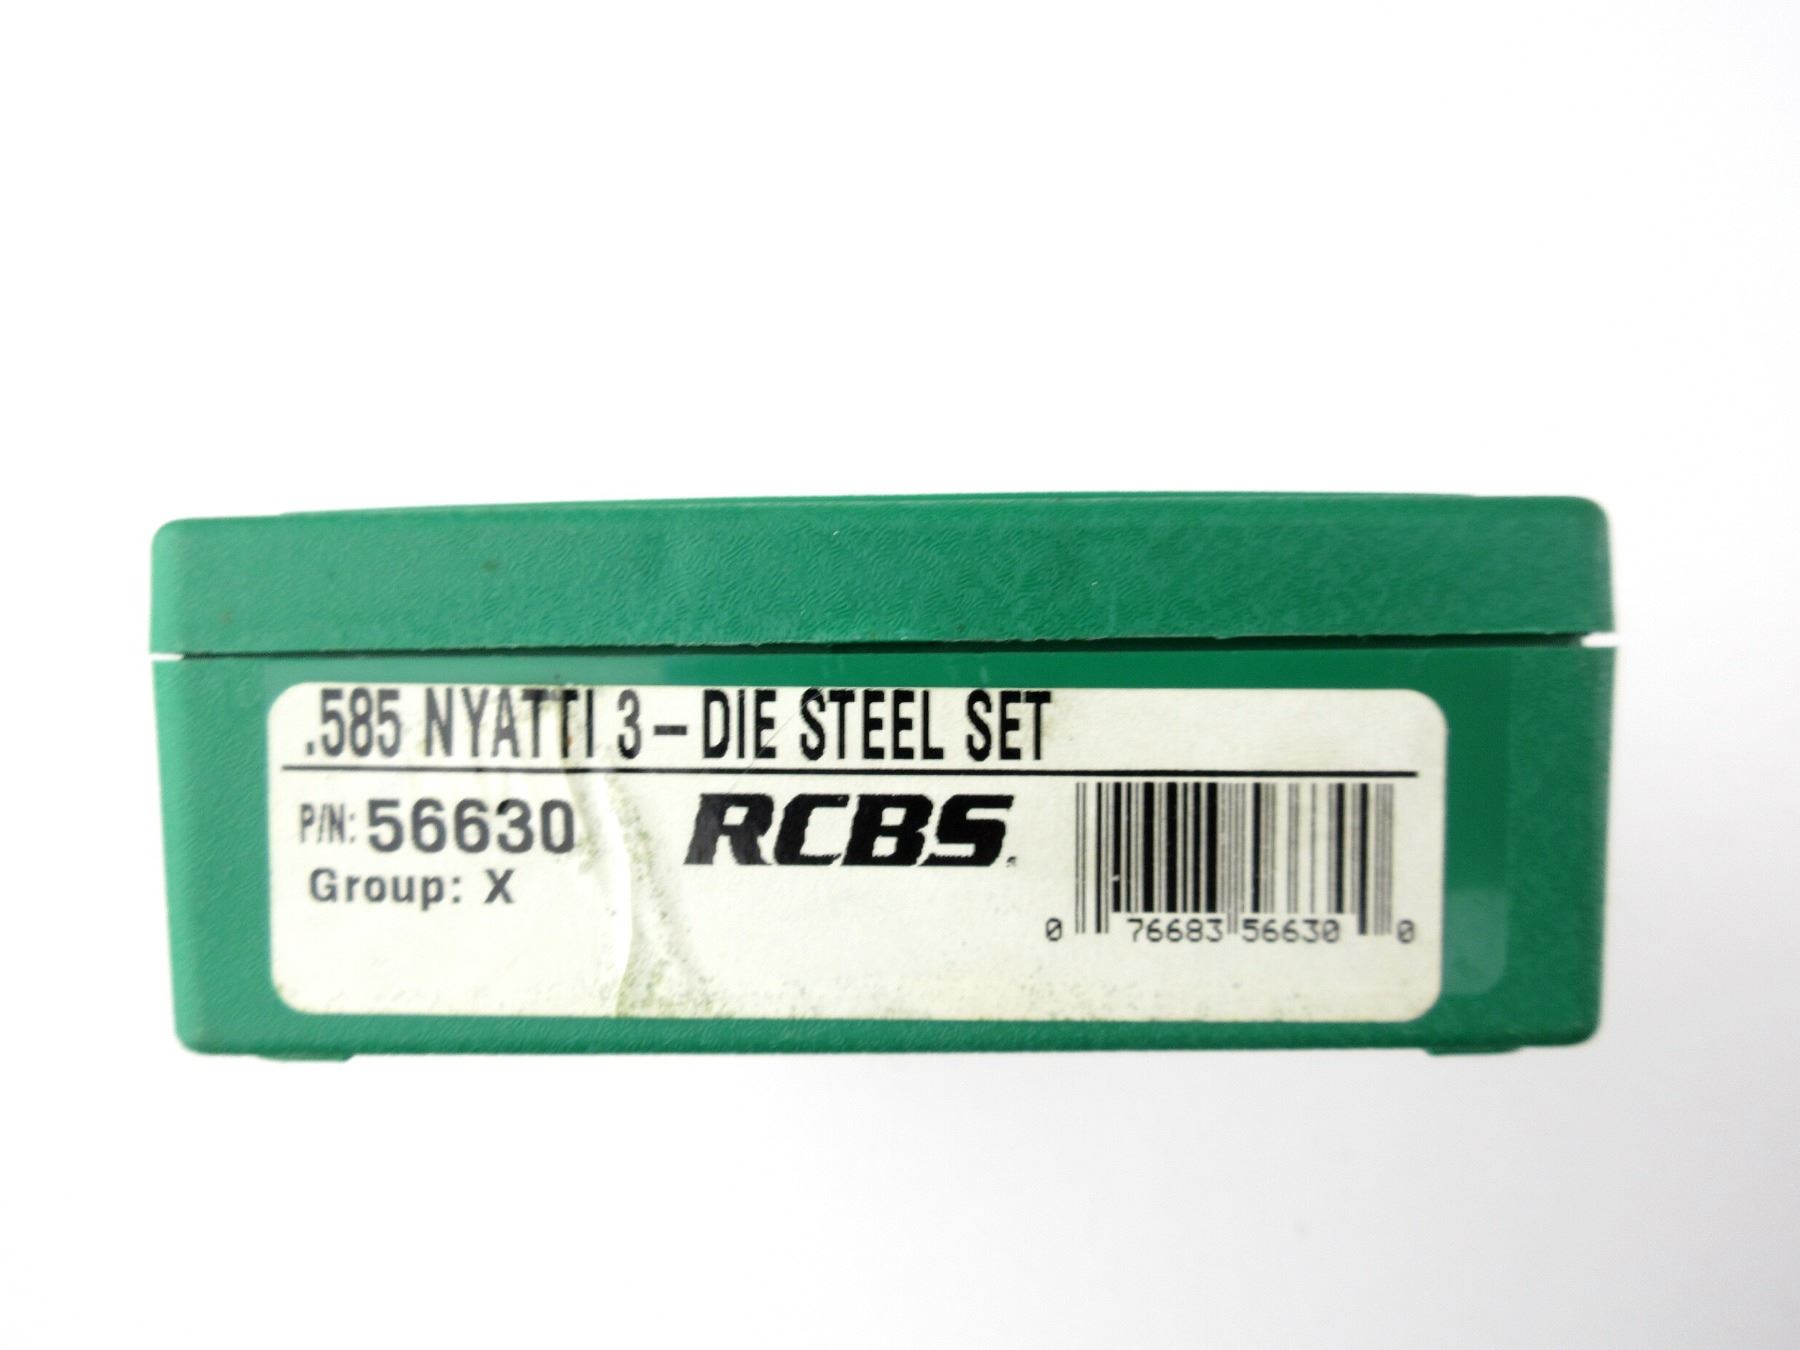 .585 NYATTI 3-DIE STEEL SET
P/N: 56630
RCBS
Group: X
0 76683 56630 0